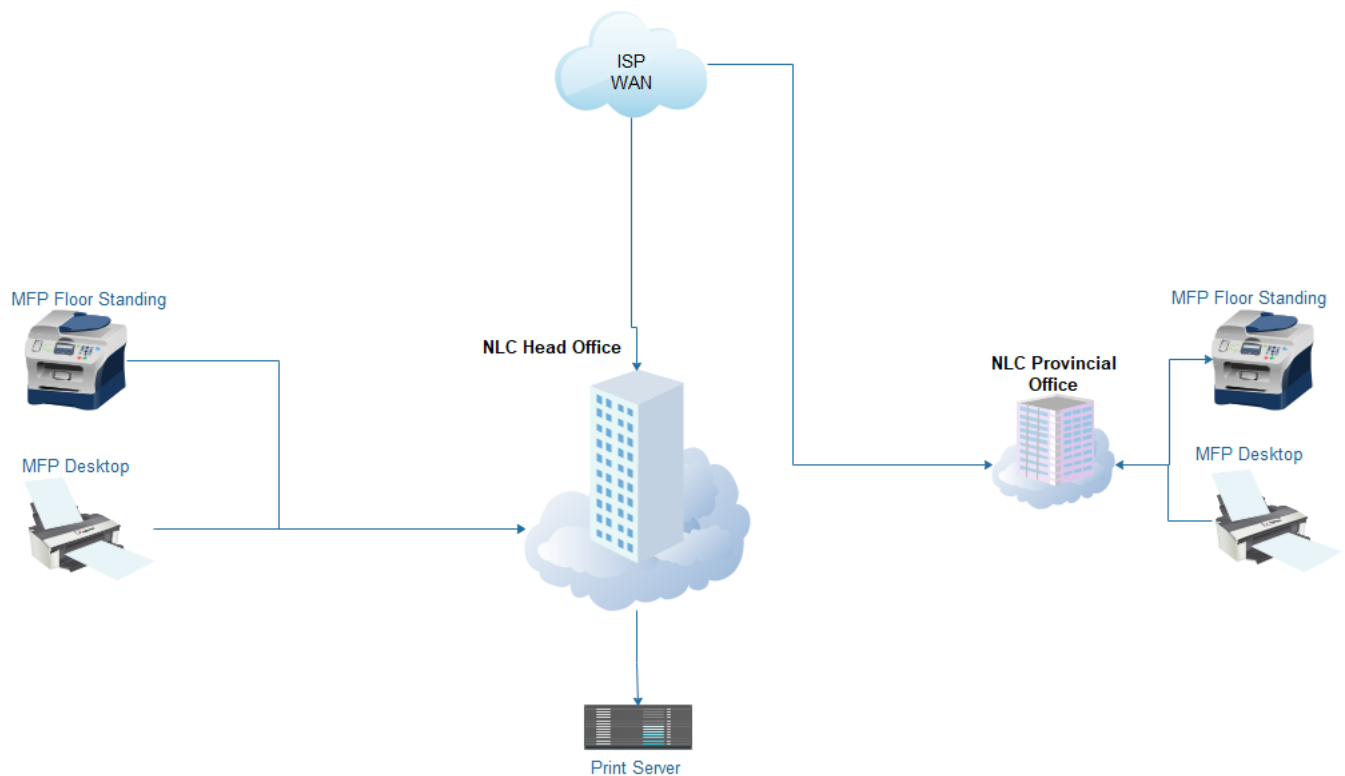 ISP
WAN
MFP Floor Standing
MFP Floor Standing
NLC Head Office
NLC Provincial
Office
MFP Desktop
MFP Desktop
Print Server